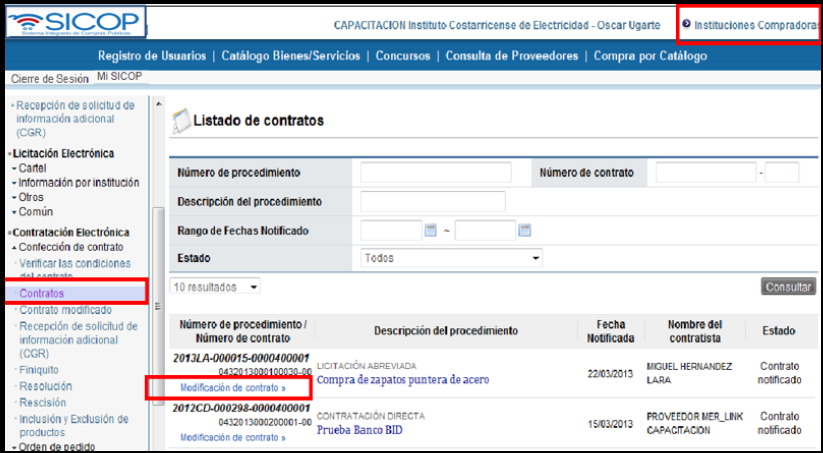 SICOP
Sistema Integrado de Compras Públicas
CAPACITACION Instituto Costarricense de Electricidad - Oscar Ugarte
Instituciones Compradoras
Registro de Usuarios | Catálogo Bienes/Servicios | Concursos | Consulta de Proveedores | Compra por Catálogo
Cierre de Sesión Mi SICOP
Recepción de solicitud de
información adicional
(CGR)
Licitación Electrónica
Cartel
Información por institución
Otros
Común
Contratación Electrónica
Confección de contrato
Verificar las condiciones
del contrato
Contratos
Contrato modificado
Recepción de solicitud de
información adicional
(CGR)
Finiquito
Resolución
Rescisión
Inclusión y Exclusión de
productos
Orden de pedido
Listado de contratos
Número de procedimiento
Número de contrato
-
Descripción del procedimiento
Rango de Fechas Notificado
~
Estado
Todos
10 resultados
Consultar
Número de procedimiento /
Número de contrato
Descripción del procedimiento
Fecha
Notificada
Nombre del
contratista
Estado
2013LA-000015-0000400001
0432013000100030-00
Modificación de contrato »
LICITACIÓN ABREVIADA
Compra de zapatos puntera de acero
22/03/2013
MIGUEL HERNANDEZ
LARA
Contrato
notificado
2012CD-000298-0000400001
0432013000200001-00
Modificación de contrato »
CONTRATACIÓN DIRECTA
Prueba Banco BID
15/03/2013
PROVEEDOR MER_LINK
CAPACITACION
Contrato
notificado